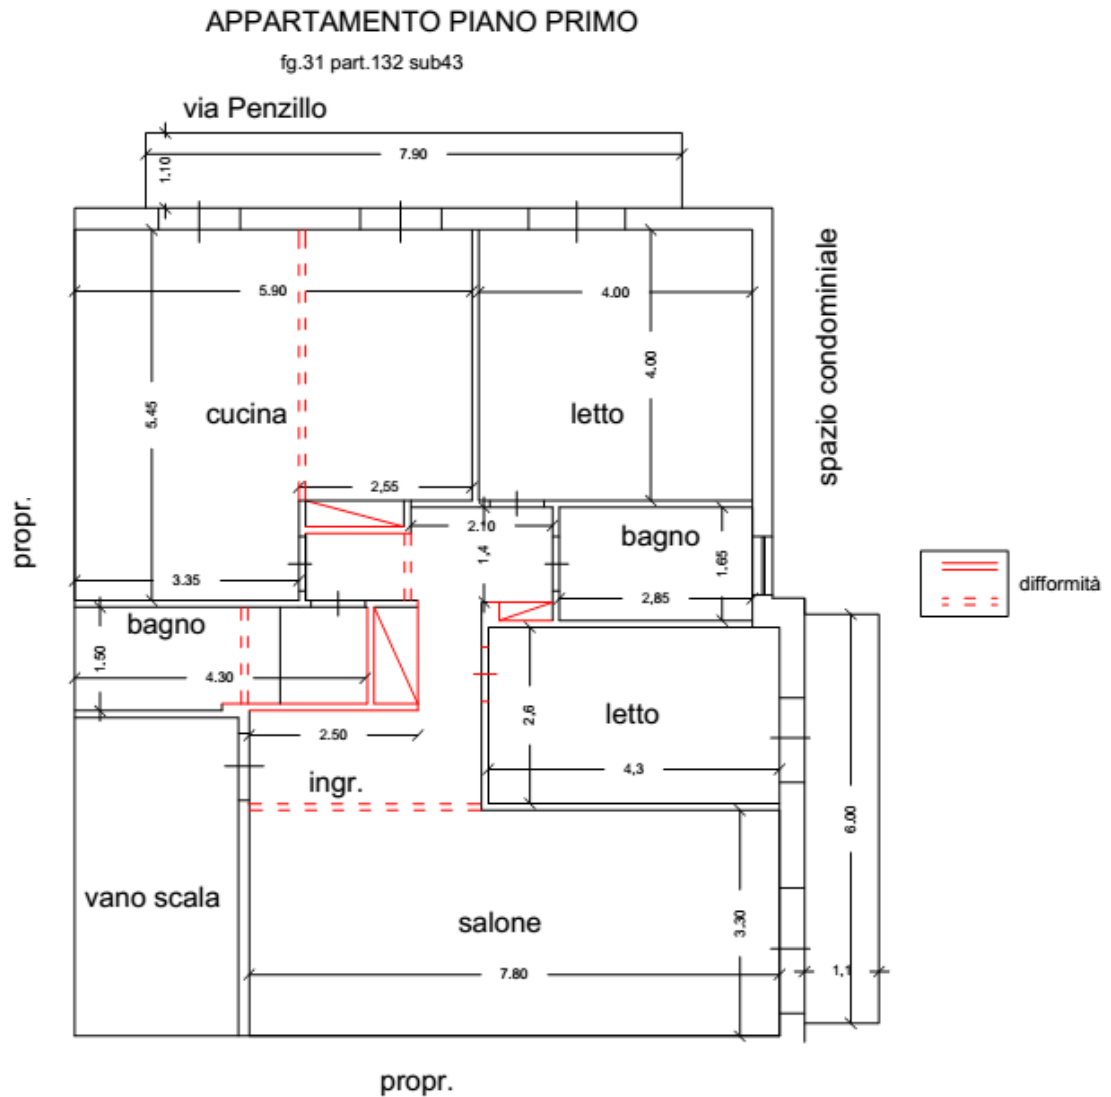 APPARTAMENTO PIANO PRIMO
fg.31 part.132 sub43
via Penzillo
7.90
1.10
spazio condominiale
5.90
4.00
4,00
5.45
cucina
letto
2,55
propr.
2.10
1,4
bagno
1.65
3.35
2,85
difformità
bagno
1.50
4.30
2,6
letto
2.50
4,3
ingr.
6.00
vano scala
salone
3.30
7.80
1,1
propr.